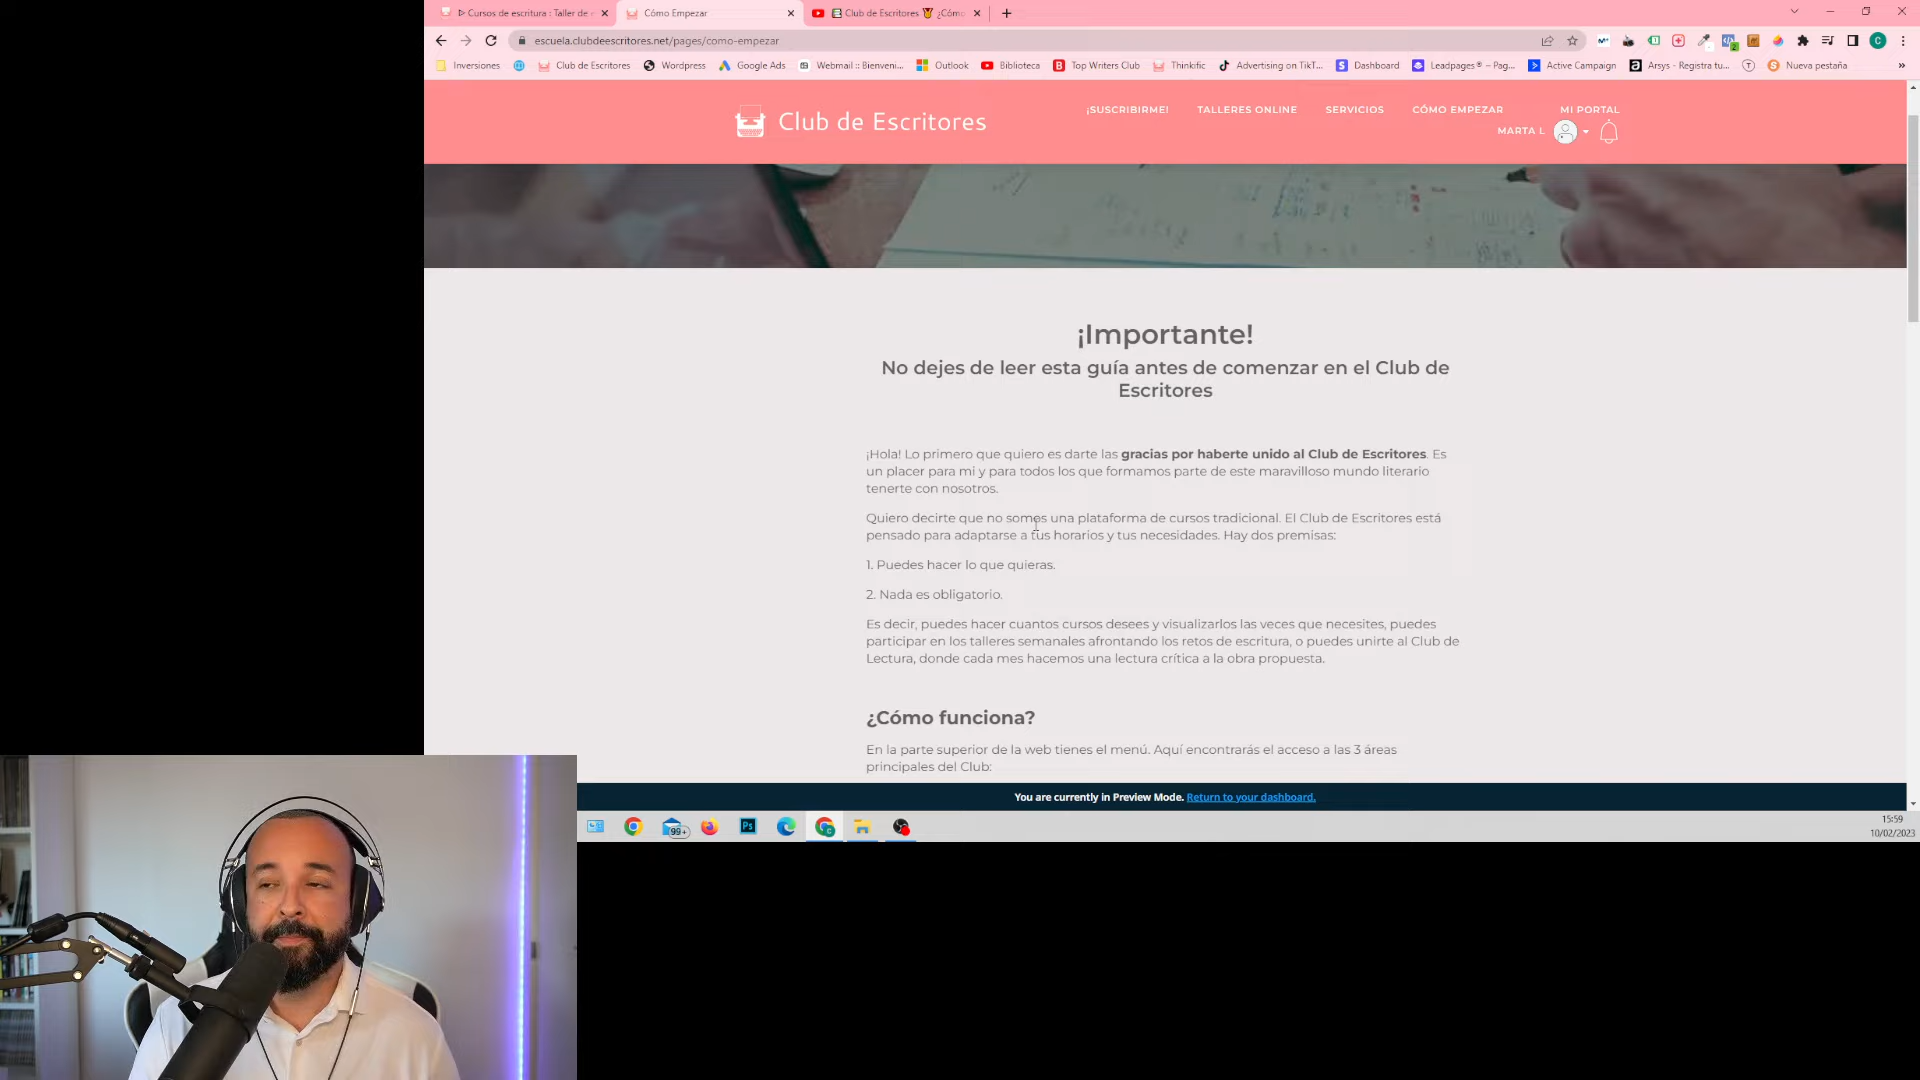 ▷ Cursos de escritura : Taller de
Cómo Empezar
Club de Escritores ¿Cómo
escuela.clubdeescritores.net/pages/como-empezar
Inversiones
Club de Escritores
Wordpress
Google Ads
Webmail :: Bienveni...
Outlook
Biblioteca
Top Writers Club
Thinkific
Advertising on TikT...
Dashboard
Leadpages® – Pag...
Active Campaign
Arsys - Registra tu...
Nueva pestaña
»
Club de Escritores
¡SUSCRIBIRME!
TALLERES ONLINE
SERVICIOS
CÓMO EMPEZAR
MI PORTAL
MARTA L
¡Importante!
No dejes de leer esta guía antes de comenzar en el Club de
Escritores
¡Hola! Lo primero que quiero es darte las gracias por haberte unido al Club de Escritores. Es
un placer para mi y para todos los que formamos parte de este maravilloso mundo literario
tenerte con nosotros.
Quiero decirte que no somos una plataforma de cursos tradicional. El Club de Escritores está
pensado para adaptarse a tus horarios y tus necesidades. Hay dos premisas:
1. Puedes hacer lo que quieras.
2. Nada es obligatorio.
Es decir, puedes hacer cuantos cursos desees y visualizarlos las veces que necesites, puedes
participar en los talleres semanales afrontando los retos de escritura, o puedes unirte al Club de
Lectura, donde cada mes hacemos una lectura crítica a la obra propuesta.
¿Cómo funciona?
En la parte superior de la web tienes el menú. Aquí encontrarás el acceso a las 3 áreas
principales del Club:
You are currently in Preview Mode. Return to your dashboard.
99+
Ps
15:59
10/02/2023